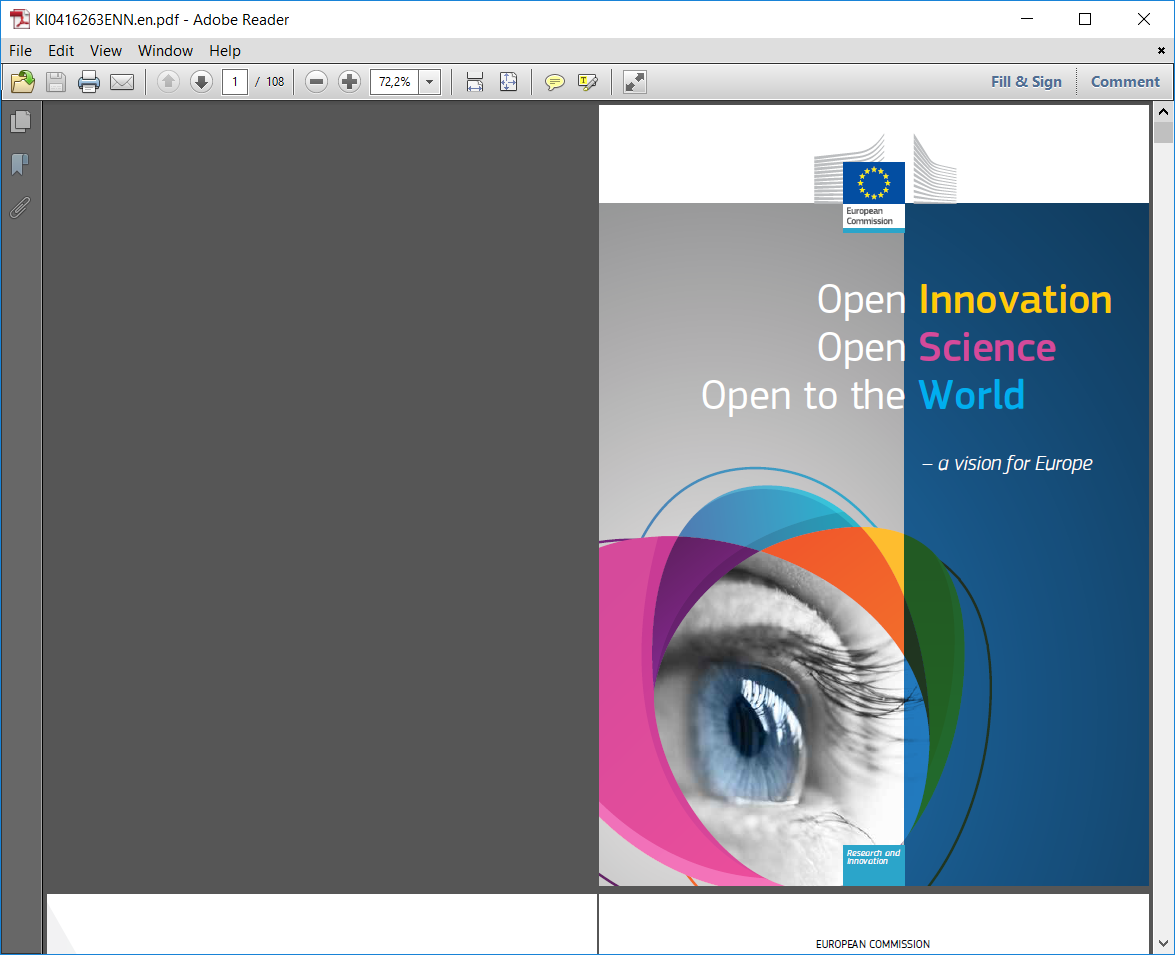 KI0416263ENN.en.pdf - Adobe Reader
File Edit View Window Help
1 / 108 72,2% Fill & Sign Comment
European
Commission
Open Innovation
Open Science
Open to the World
– a vision for Europe
Research and
Innovation
EUROPEAN COMMISSION